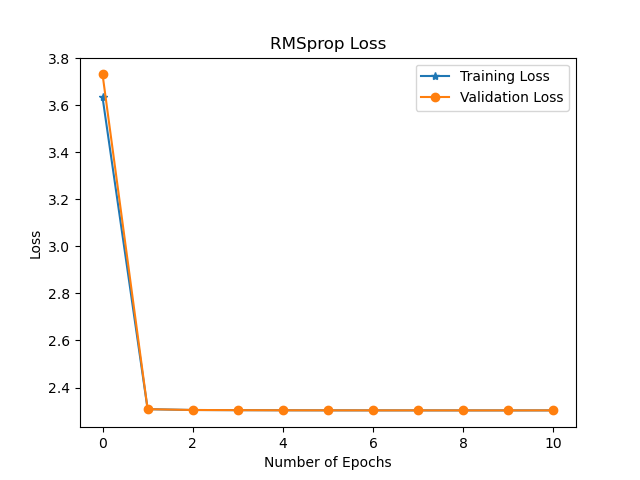 RMSprop Loss
Training Loss
Validation Loss
3.8
3.6
3.4
3.2
3.0
2.8
2.6
2.4
Loss
0 2 4 6 8 10
Number of Epochs